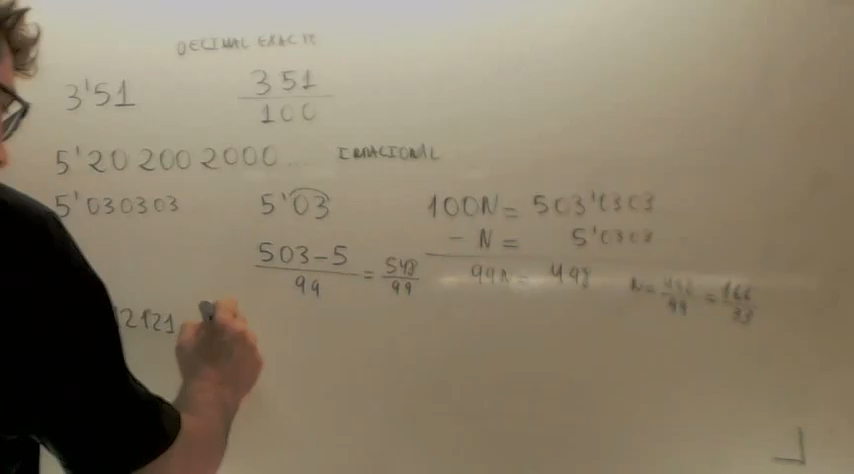 DECIMAL EXACTO
3'51 351/100
5'20 200 2000... IRRACIONAL
5'030303 5'03 100N = 503'0303
- N = 5'0303
503-5/99 = 548/99 99N = 498 N = 498/99 = 166/33
2121